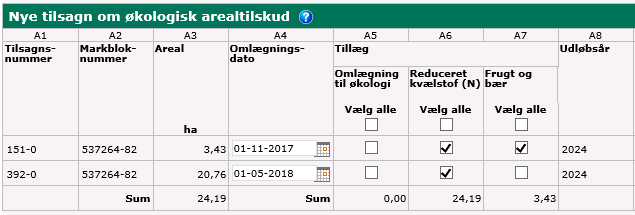 Nye tilsagn om økologisk arealtilskud ?
A1 A2 A3 A4 A5 A6 A7 A8
Tilsagns-nummer Markblok-nummer Areal Omlægnings-dato Tillæg Udløbsår
Omlægning til økologi Reduceret kvælstof (N) Frugt og bær
Vælg alle Vælg alle Vælg alle
ha
151-0 537264-82 3,43 01-11-2017 2024
392-0 537264-82 20,76 01-05-2018 2024
Sum 24,19 Sum 0,00 24,19 3,43